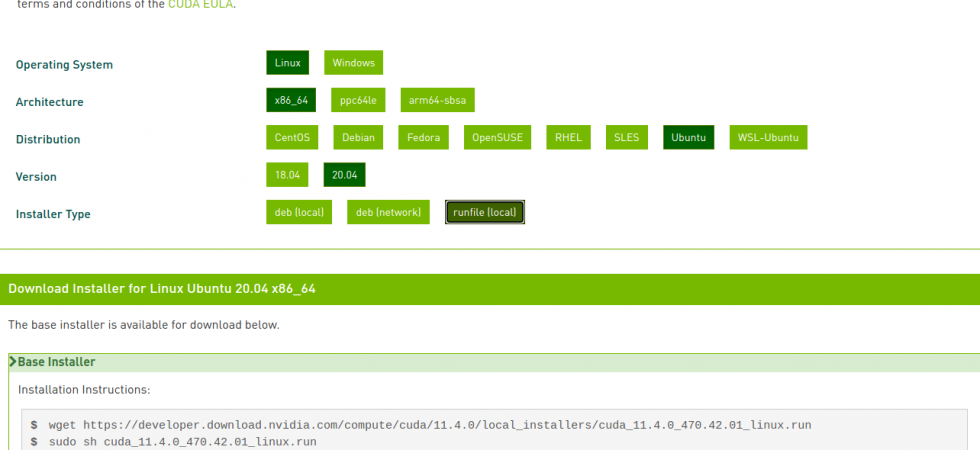 terms and conditions of the CUDA EULA.
Operating System Linux Windows
Architecture x86_64 ppc64le arm64-sbsa
Distribution CentOS Debian Fedora OpenSUSE RHEL SLES Ubuntu WSL-Ubuntu
Version 18.04 20.04
Installer Type deb (local) deb (network) runfile (local)
Download Installer for Linux Ubuntu 20.04 x86_64
The base installer is available for download below.
Base Installer
Installation Instructions:
$ wget https://developer.download.nvidia.com/compute/cuda/11.4.0/local_installers/cuda_11.4.0_470.42.01_linux.run
$ sudo sh cuda_11.4.0_470.42.01_linux.run